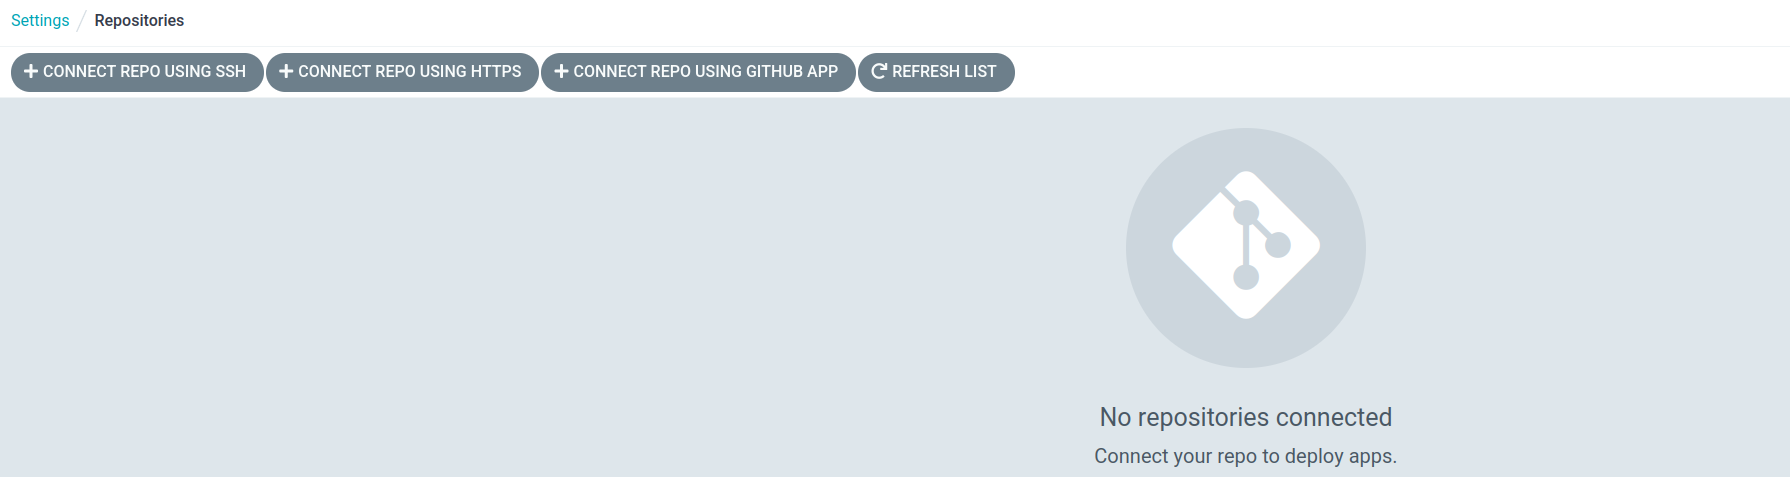 Settings / Repositories
CONNECT REPO USING SSH CONNECT REPO USING HTTPS CONNECT REPO USING GITHUB APP REFRESH LIST
No repositories connected
Connect your repo to deploy apps.